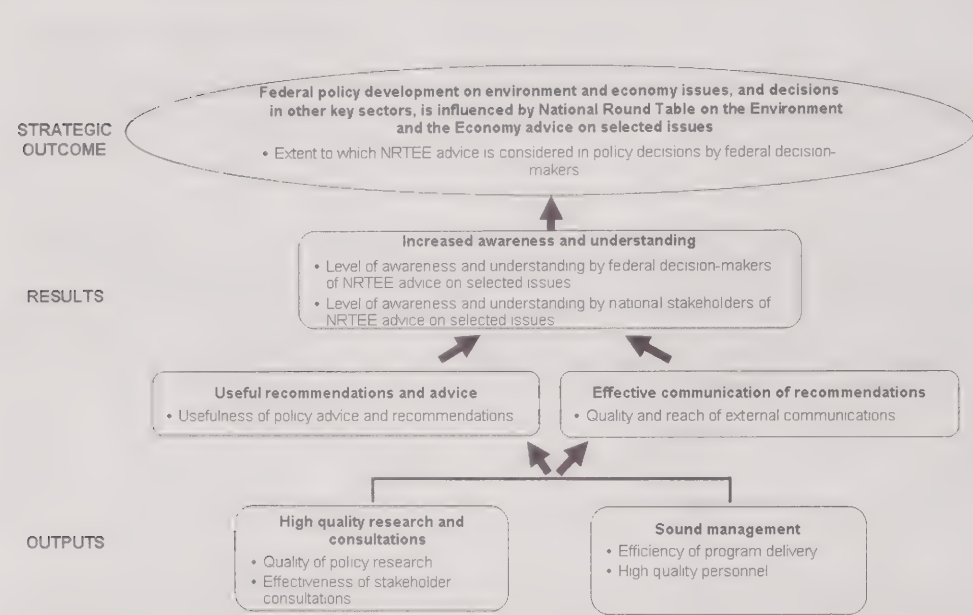 Federal policy development on environment and economy issues, and decisions
in other key sectors, is influenced by National Round Table on the Environment
and the Economy advice on selected issues
• Extent to which NRTEE advice is considered in policy decisions by federal decision-
makers
STRATEGIC
OUTCOME
Increased awareness and understanding
• Level of awareness and understanding by federal decision-makers
of NRTEE advice on selected issues
• Level of awareness and understanding by national stakeholders of
NRTEE advice on selected issues
RESULTS
Useful recommendations and advice
• Usefulness of policy advice and recommendations
Effective communication of recommendations
• Quality and reach of external communications
High quality research and
consultations
• Quality of policy research
• Effectiveness of stakeholder
consultations
Sound management
• Efficiency of program delivery
• High quality personnel
OUTPUTS